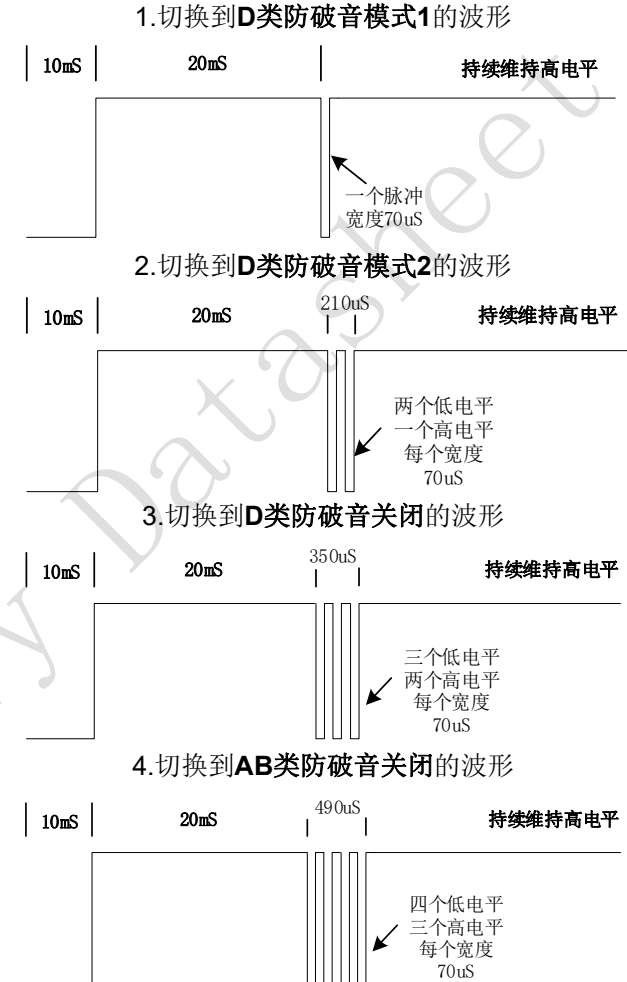 1.切换到D类防破音模式1的波形
10mS 20mS 持续维持高电平
一个脉冲
宽度70uS
2.切换到D类防破音模式2的波形
10mS 20mS 210uS 持续维持高电平
两个低电平
一个高电平
每个宽度
70uS
3.切换到D类防破音关闭的波形
10mS 20mS 350uS 持续维持高电平
三个低电平
两个高电平
每个宽度
70uS
4.切换到AB类防破音关闭的波形
10mS 20mS 490uS 持续维持高电平
四个低电平
三个高电平
每个宽度
70uS
y Datasheet